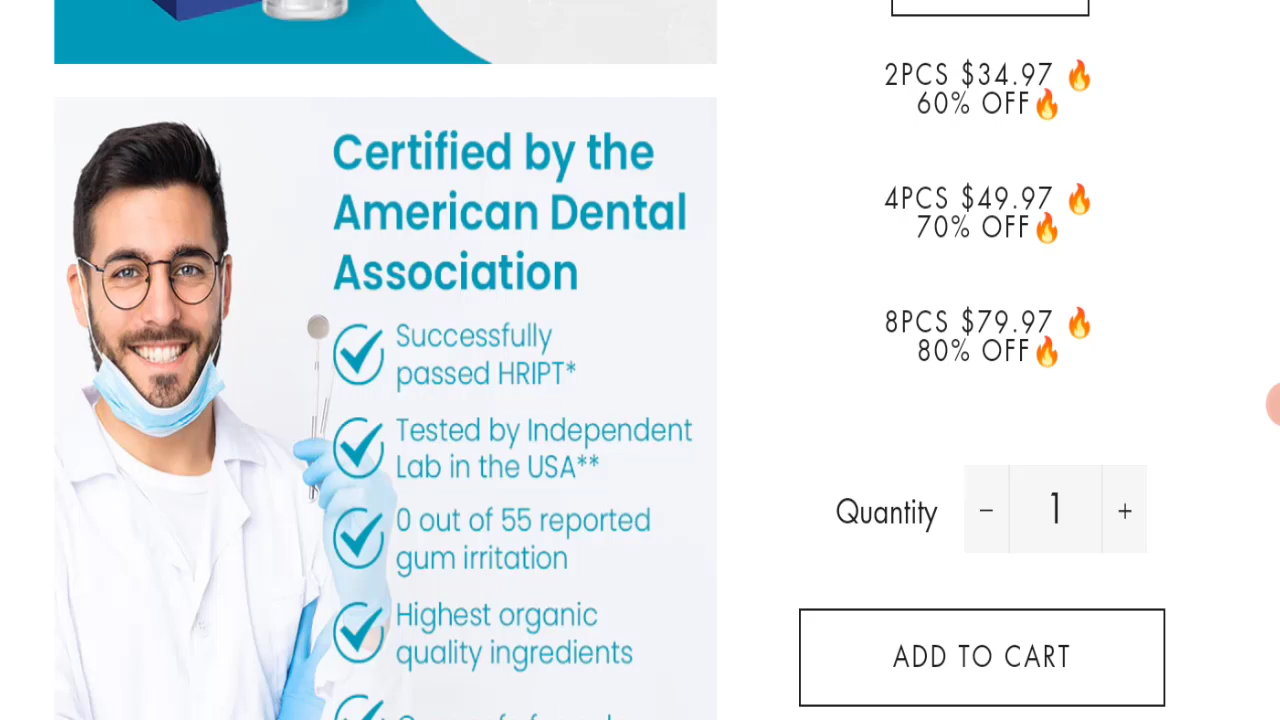 Certified by the
American Dental
Association
Successfully
passed HRIPT*
Tested by Independent
Lab in the USA**
0 out of 55 reported
gum irritation
Highest organic
quality ingredients
2PCS $34.97 🔥
60% OFF🔥
4PCS $49.97 🔥
70% OFF🔥
8PCS $79.97 🔥
80% OFF🔥
Quantity − 1 +
ADD TO CART